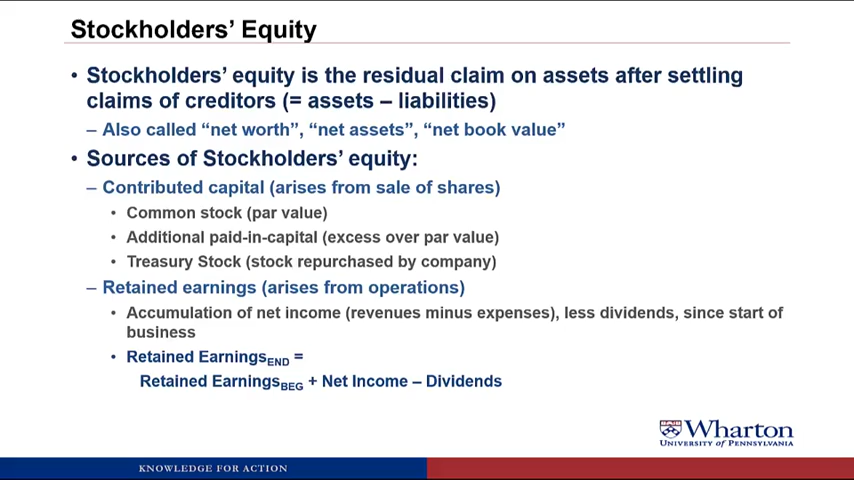 Stockholders’ Equity
• Stockholders’ equity is the residual claim on assets after settling
claims of creditors (= assets – liabilities)
– Also called “net worth”, “net assets”, “net book value”
• Sources of Stockholders’ equity:
– Contributed capital (arises from sale of shares)
• Common stock (par value)
• Additional paid-in-capital (excess over par value)
• Treasury Stock (stock repurchased by company)
– Retained earnings (arises from operations)
• Accumulation of net income (revenues minus expenses), less dividends, since start of
business
• Retained EarningsEND =
Retained EarningsBEG + Net Income – Dividends
Wharton
UNIVERSITY of PENNSYLVANIA
KNOWLEDGE FOR ACTION